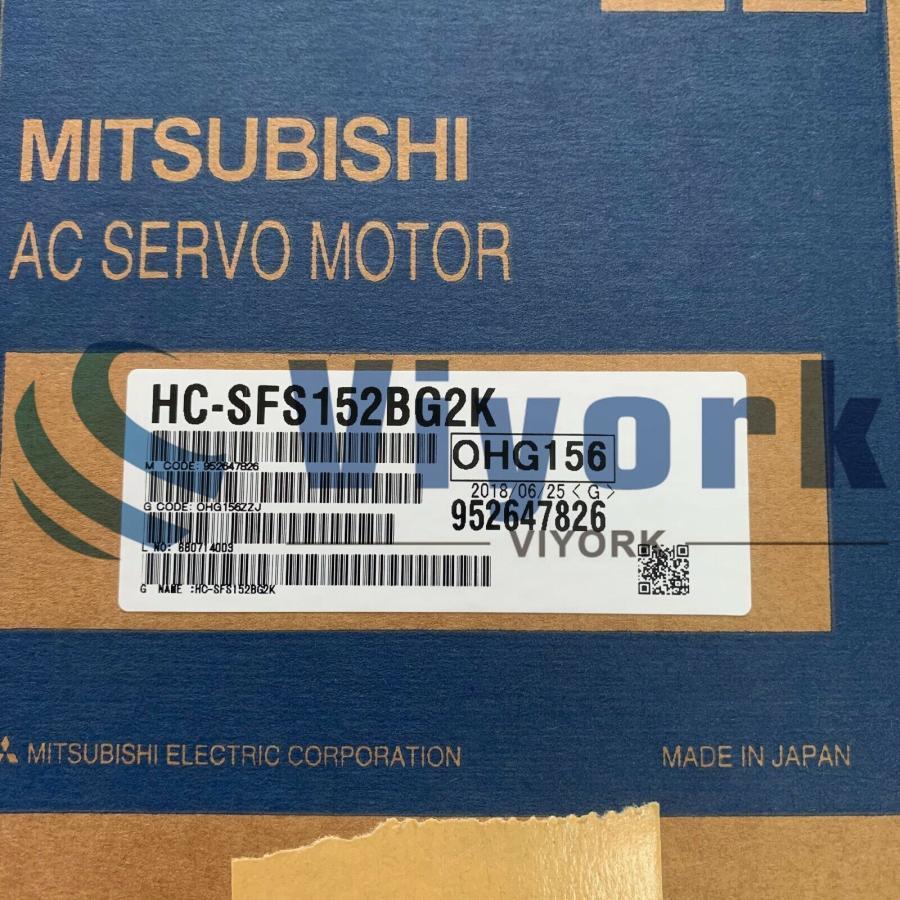 MITSUBISHI
AC SERVO MOTOR
Viyork
HC-SFS152BG2K
OHG156
M CODE: 952647826
2018/06/25 < G >
G CODE: OHG156ZZJ
952647826
VIYORK
L NO: 680714003
G NAME :HC-SFS152BG2K
MITSUBISHI ELECTRIC CORPORATION
MADE IN JAPAN